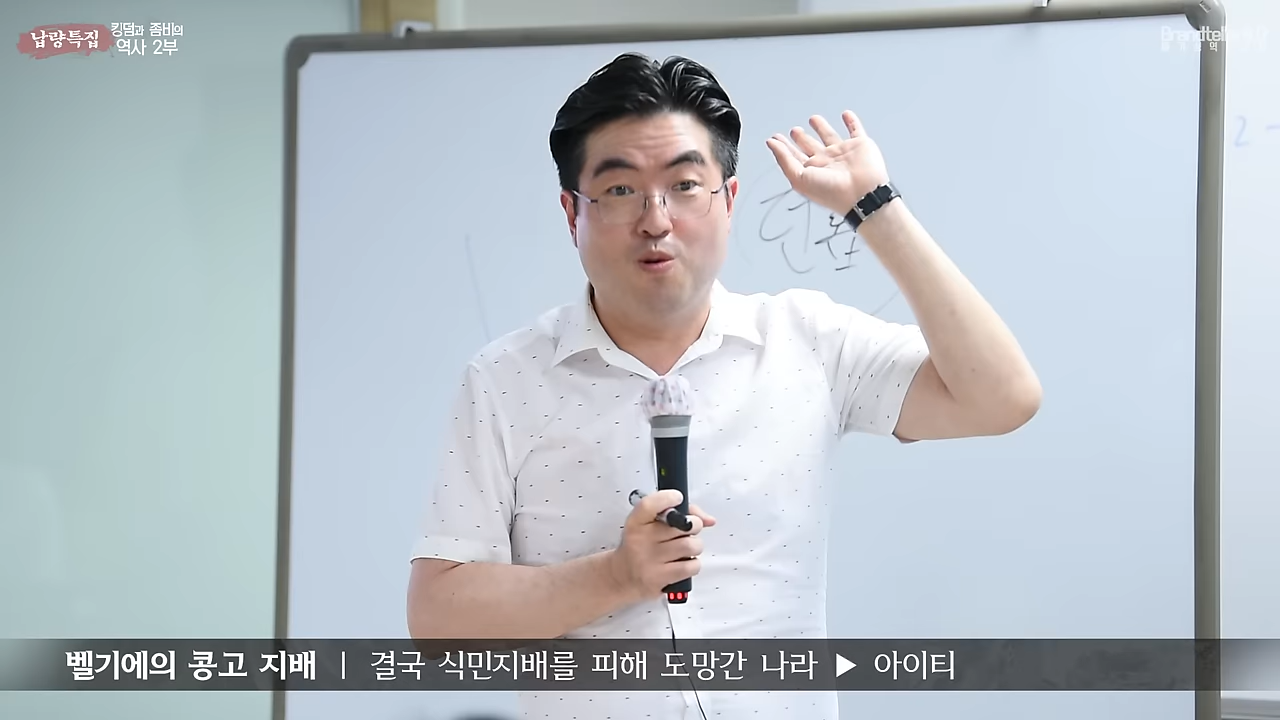 납량특집
킹덤과 좀비의
역사 2부
벨기에의 콩고 지배 | 결국 식민지배를 피해 도망간 나라 ▶ 아이티